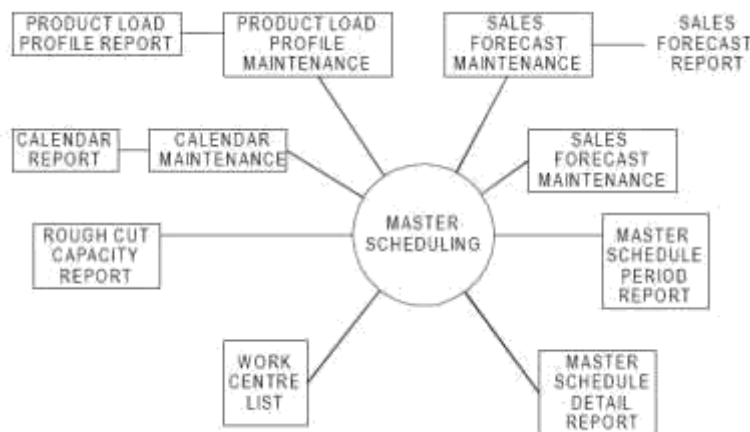 PRODUCT LOAD
PROFILE REPORT
PRODUCT LOAD
PROFILE
MAINTENANCE
SALES
FORECAST
MAINTENANCE
SALES
FORECAST
REPORT
CALENDAR
REPORT
CALENDAR
MAINTENANCE
SALES
FORECAST
MAINTENANCE
MASTER
SCHEDULING
ROUGH CUT
CAPACITY
REPORT
MASTER
SCHEDULE
PERIOD
REPORT
WORK
CENTRE
LIST
MASTER
SCHEDULE
DETAIL
REPORT